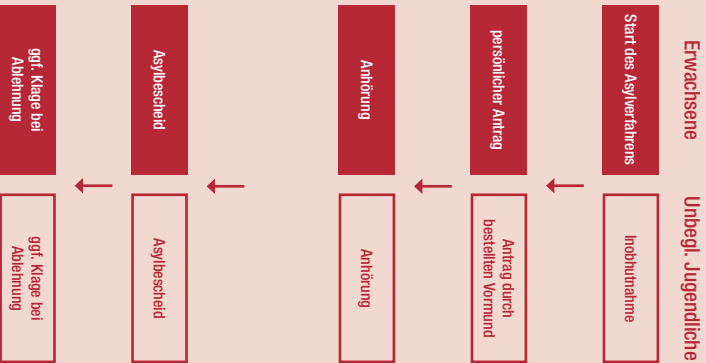 Erwachsene
Unbegl. Jugendliche
Start des Asylverfahrens
Inobhutnahme
persönlicher Antrag
Antrag durch
bestellten Vormund
Anhörung
Anhörung
Asylbescheid
Asylbescheid
ggf. Klage bei
Ablehnung
ggf. Klage bei
Ablehnung